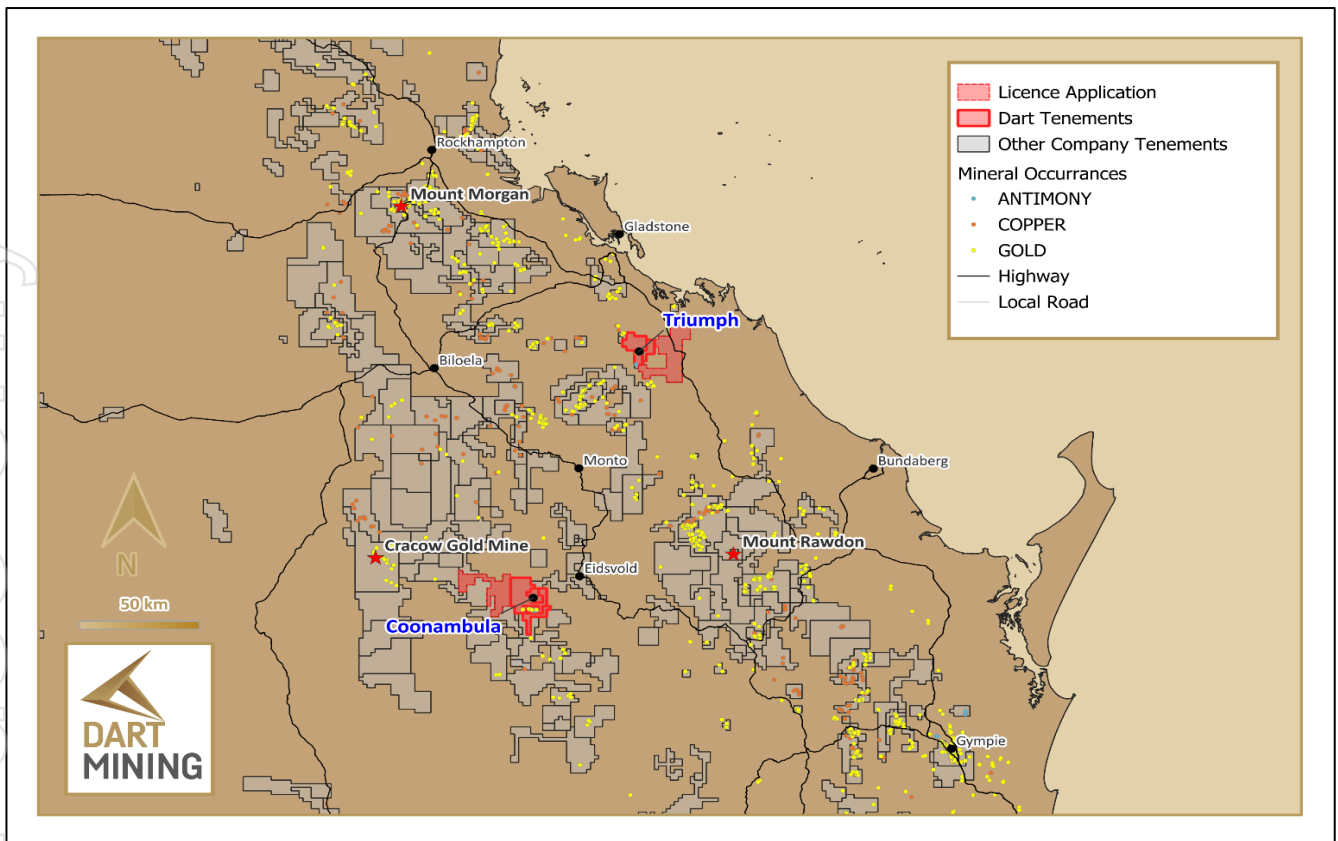 Licence Application
Dart Tenements
Other Company Tenements
Mineral Occurrances
ANTIMONY
COPPER
GOLD
Highway
Local Road
Rockhampton
Mount Morgan
Gladstone
Triumph
Biloela
Monto
Bundaberg
Cracow Gold Mine
Mount Rawdon
Eidsvold
Coonambula
Gympie
N
50 km
DART
MINING